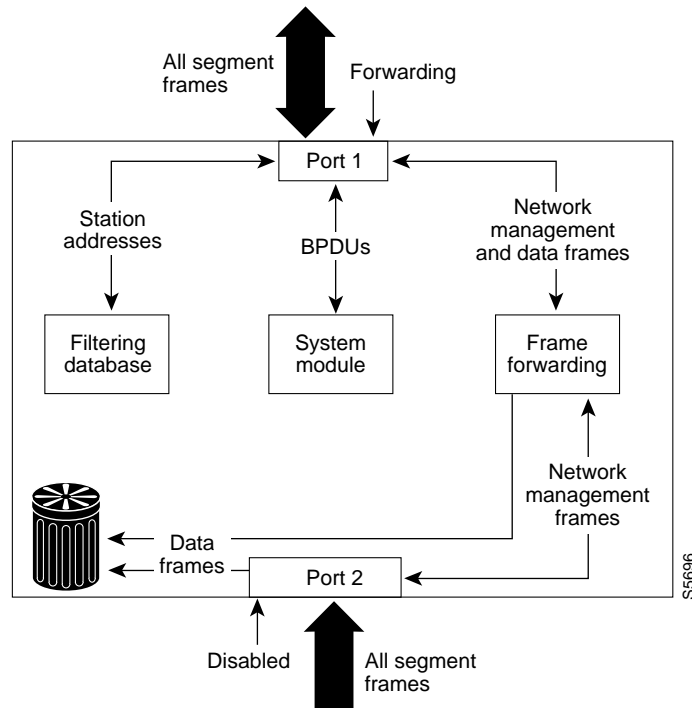 All segment
frames
Forwarding
Port 1
Station
addresses
BPDUs
Network
management
and data frames
Filtering
database
System
module
Frame
forwarding
Network
management
frames
Data
frames
Port 2
Disabled
All segment
frames
S5696